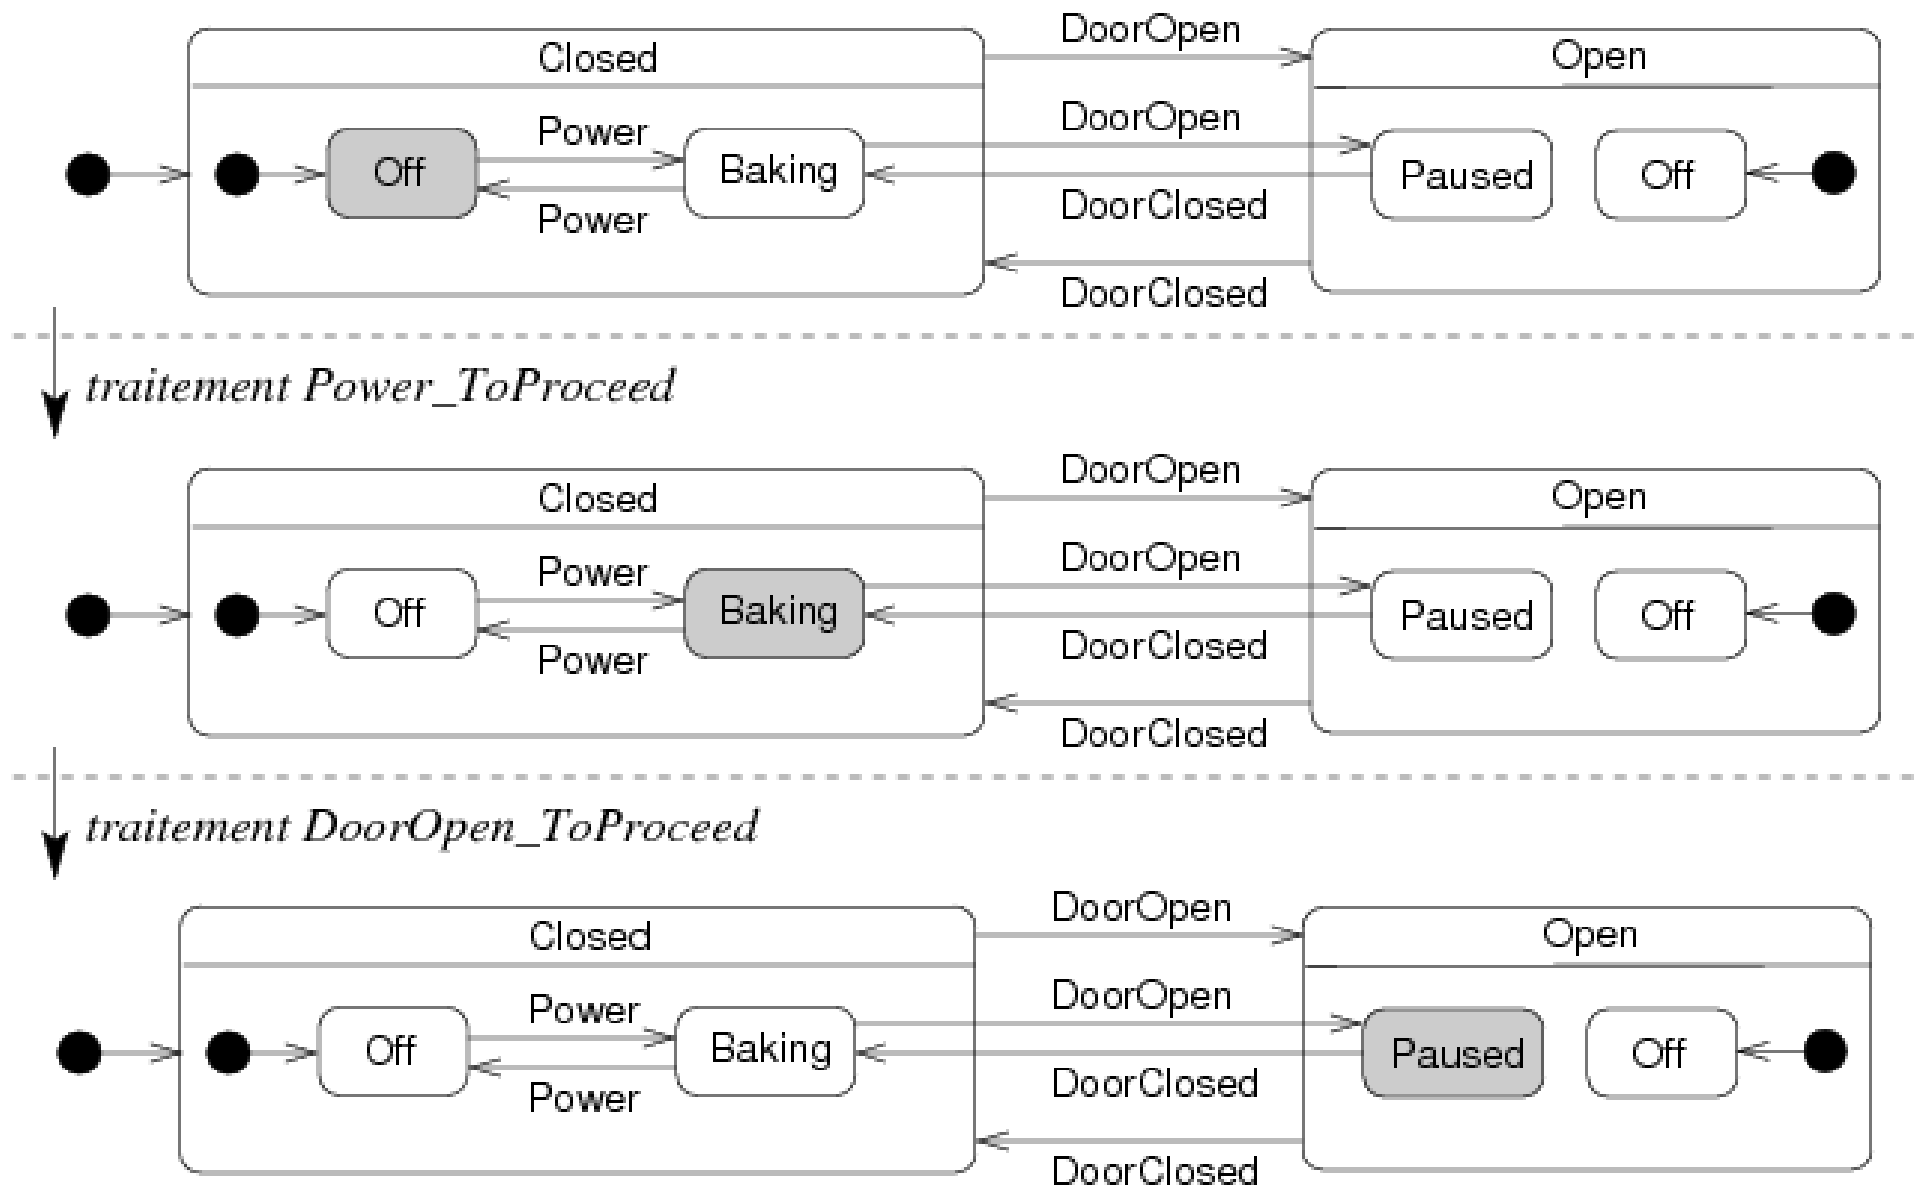 DoorOpen
Closed
Open
Power
DoorOpen
Off
Baking
Paused
Off
Power
DoorClosed
DoorClosed
traitement Power_ToProceed
DoorOpen
Closed
Open
Power
DoorOpen
Off
Baking
Paused
Off
Power
DoorClosed
DoorClosed
traitement DoorOpen_ToProceed
DoorOpen
Closed
Open
Power
DoorOpen
Off
Baking
Paused
Off
Power
DoorClosed
DoorClosed